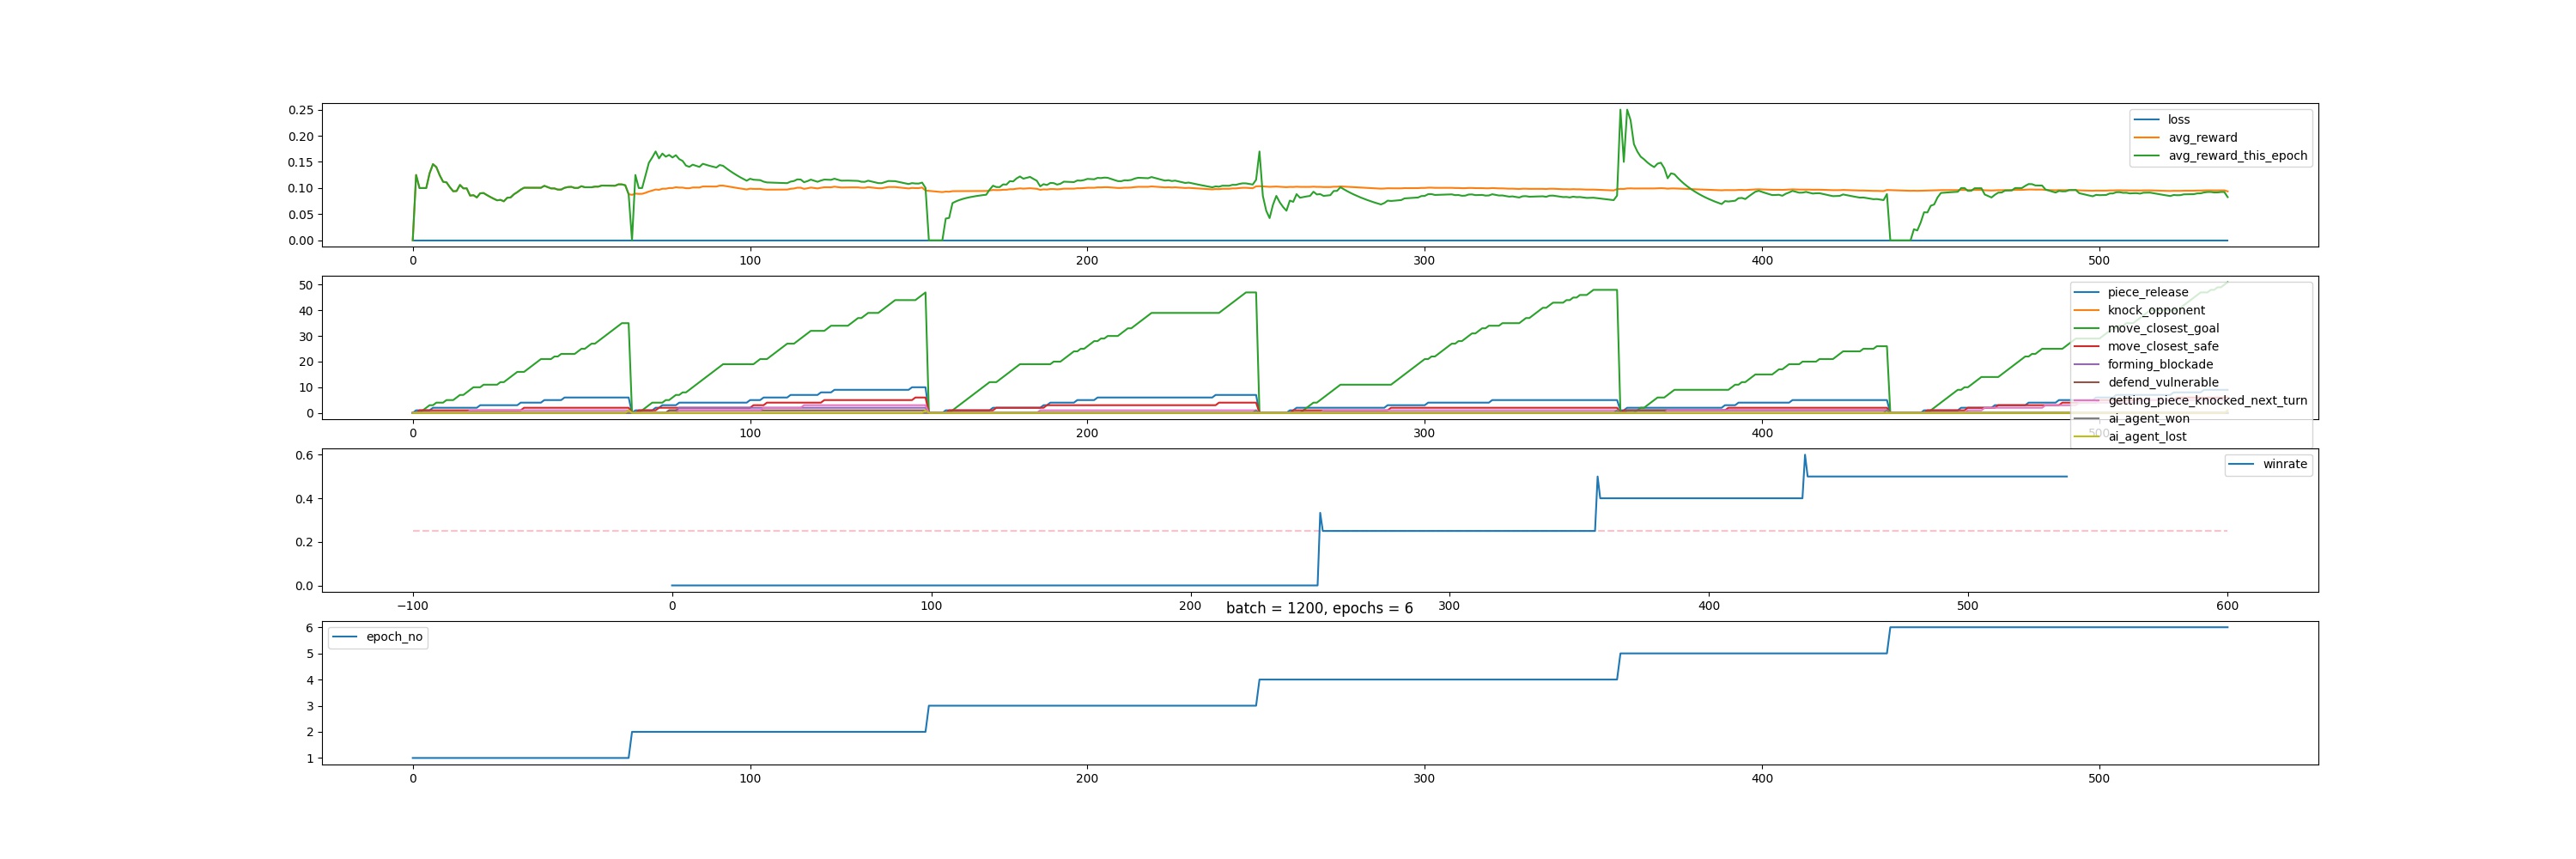 0.25
0.20
0.15
0.10
0.05
0.00
loss
avg_reward
avg_reward_this_epoch
0 100 200 300 400 500
50
40
30
20
10
0
piece_release
knock_opponent
move_closest_goal
move_closest_safe
forming_blockade
defend_vulnerable
getting_piece_knocked_next_turn
ai_agent_won
ai_agent_lost
0 100 200 300 400 500
0.6
0.4
0.2
0.0
winrate
−100 0 100 200 300 400 500 600
batch = 1200, epochs = 6
6
5
4
3
2
1
epoch_no
0 100 200 300 400 500